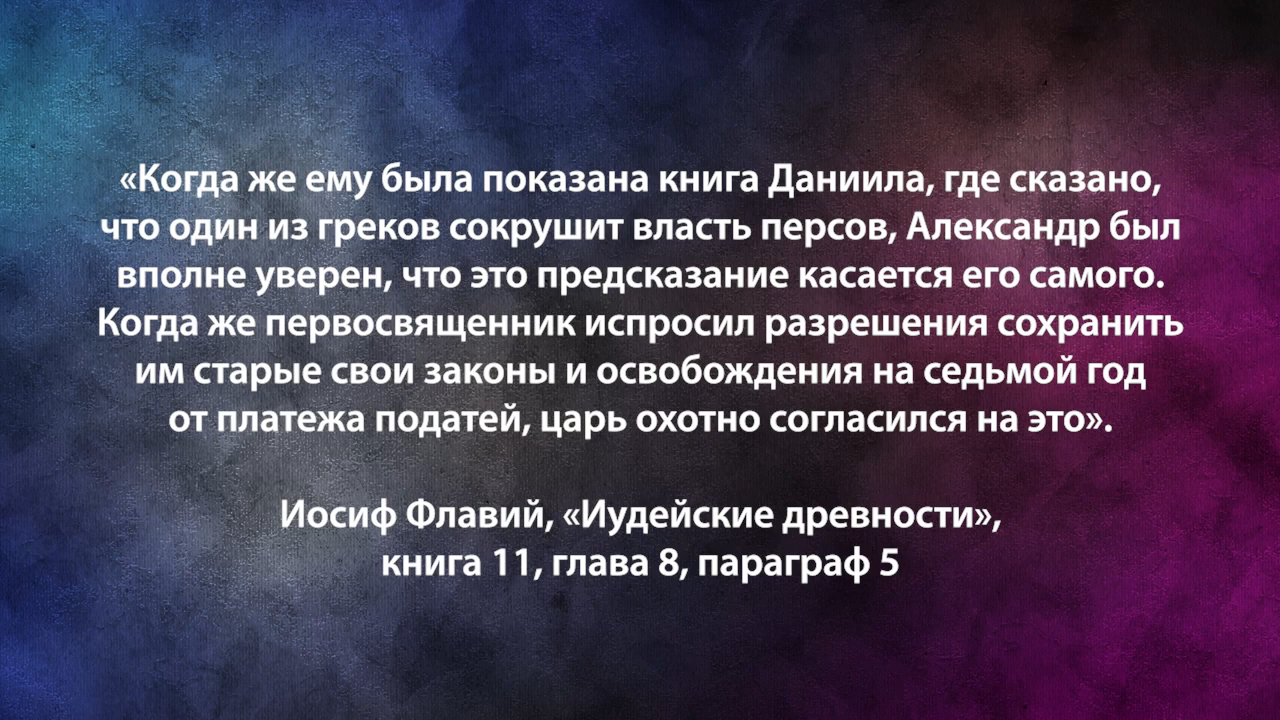 «Когда же ему была показана книга Даниила, где сказано,
что один из греков сокрушит власть персов, Александр был
вполне уверен, что это предсказание касается его самого.
Когда же первосвященник испросил разрешения сохранить
им старые свои законы и освобождения на седьмой год
от платежа податей, царь охотно согласился на это».
Иосиф Флавий, «Иудейские древности»,
книга 11, глава 8, параграф 5